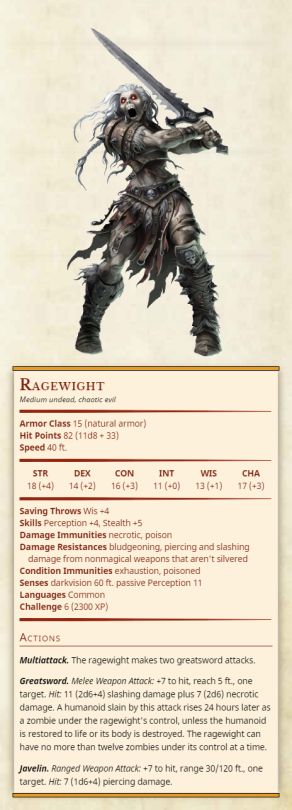 Ragewight
Medium undead, chaotic evil
Armor Class 15 (natural armor)
Hit Points 82 (11d8 + 33)
Speed 40 ft.
STR DEX CON INT WIS CHA
18 (+4) 14 (+2) 16 (+3) 11 (+0) 13 (+1) 17 (+3)
Saving Throws Wis +4
Skills Perception +4, Stealth +5
Damage Immunities necrotic, poison
Damage Resistances bludgeoning, piercing and slashing
damage from nonmagical weapons that aren't silvered
Condition Immunities exhaustion, poisoned
Senses darkvision 60 ft. passive Perception 11
Languages Common
Challenge 6 (2300 XP)
Actions
Multiattack. The ragewight makes two greatsword attacks.
Greatsword. Melee Weapon Attack: +7 to hit, reach 5 ft., one
target. Hit: 11 (2d6+4) slashing damage plus 7 (2d6) necrotic
damage. A humanoid slain by this attack rises 24 hours later as
a zombie under the ragewight's control, unless the humanoid
is restored to life or its body is destroyed. The ragewight can
have no more than twelve zombies under its control at a time.
Javelin. Ranged Weapon Attack: +7 to hit, range 30/120 ft., one
target. Hit: 7 (1d6+4) piercing damage.